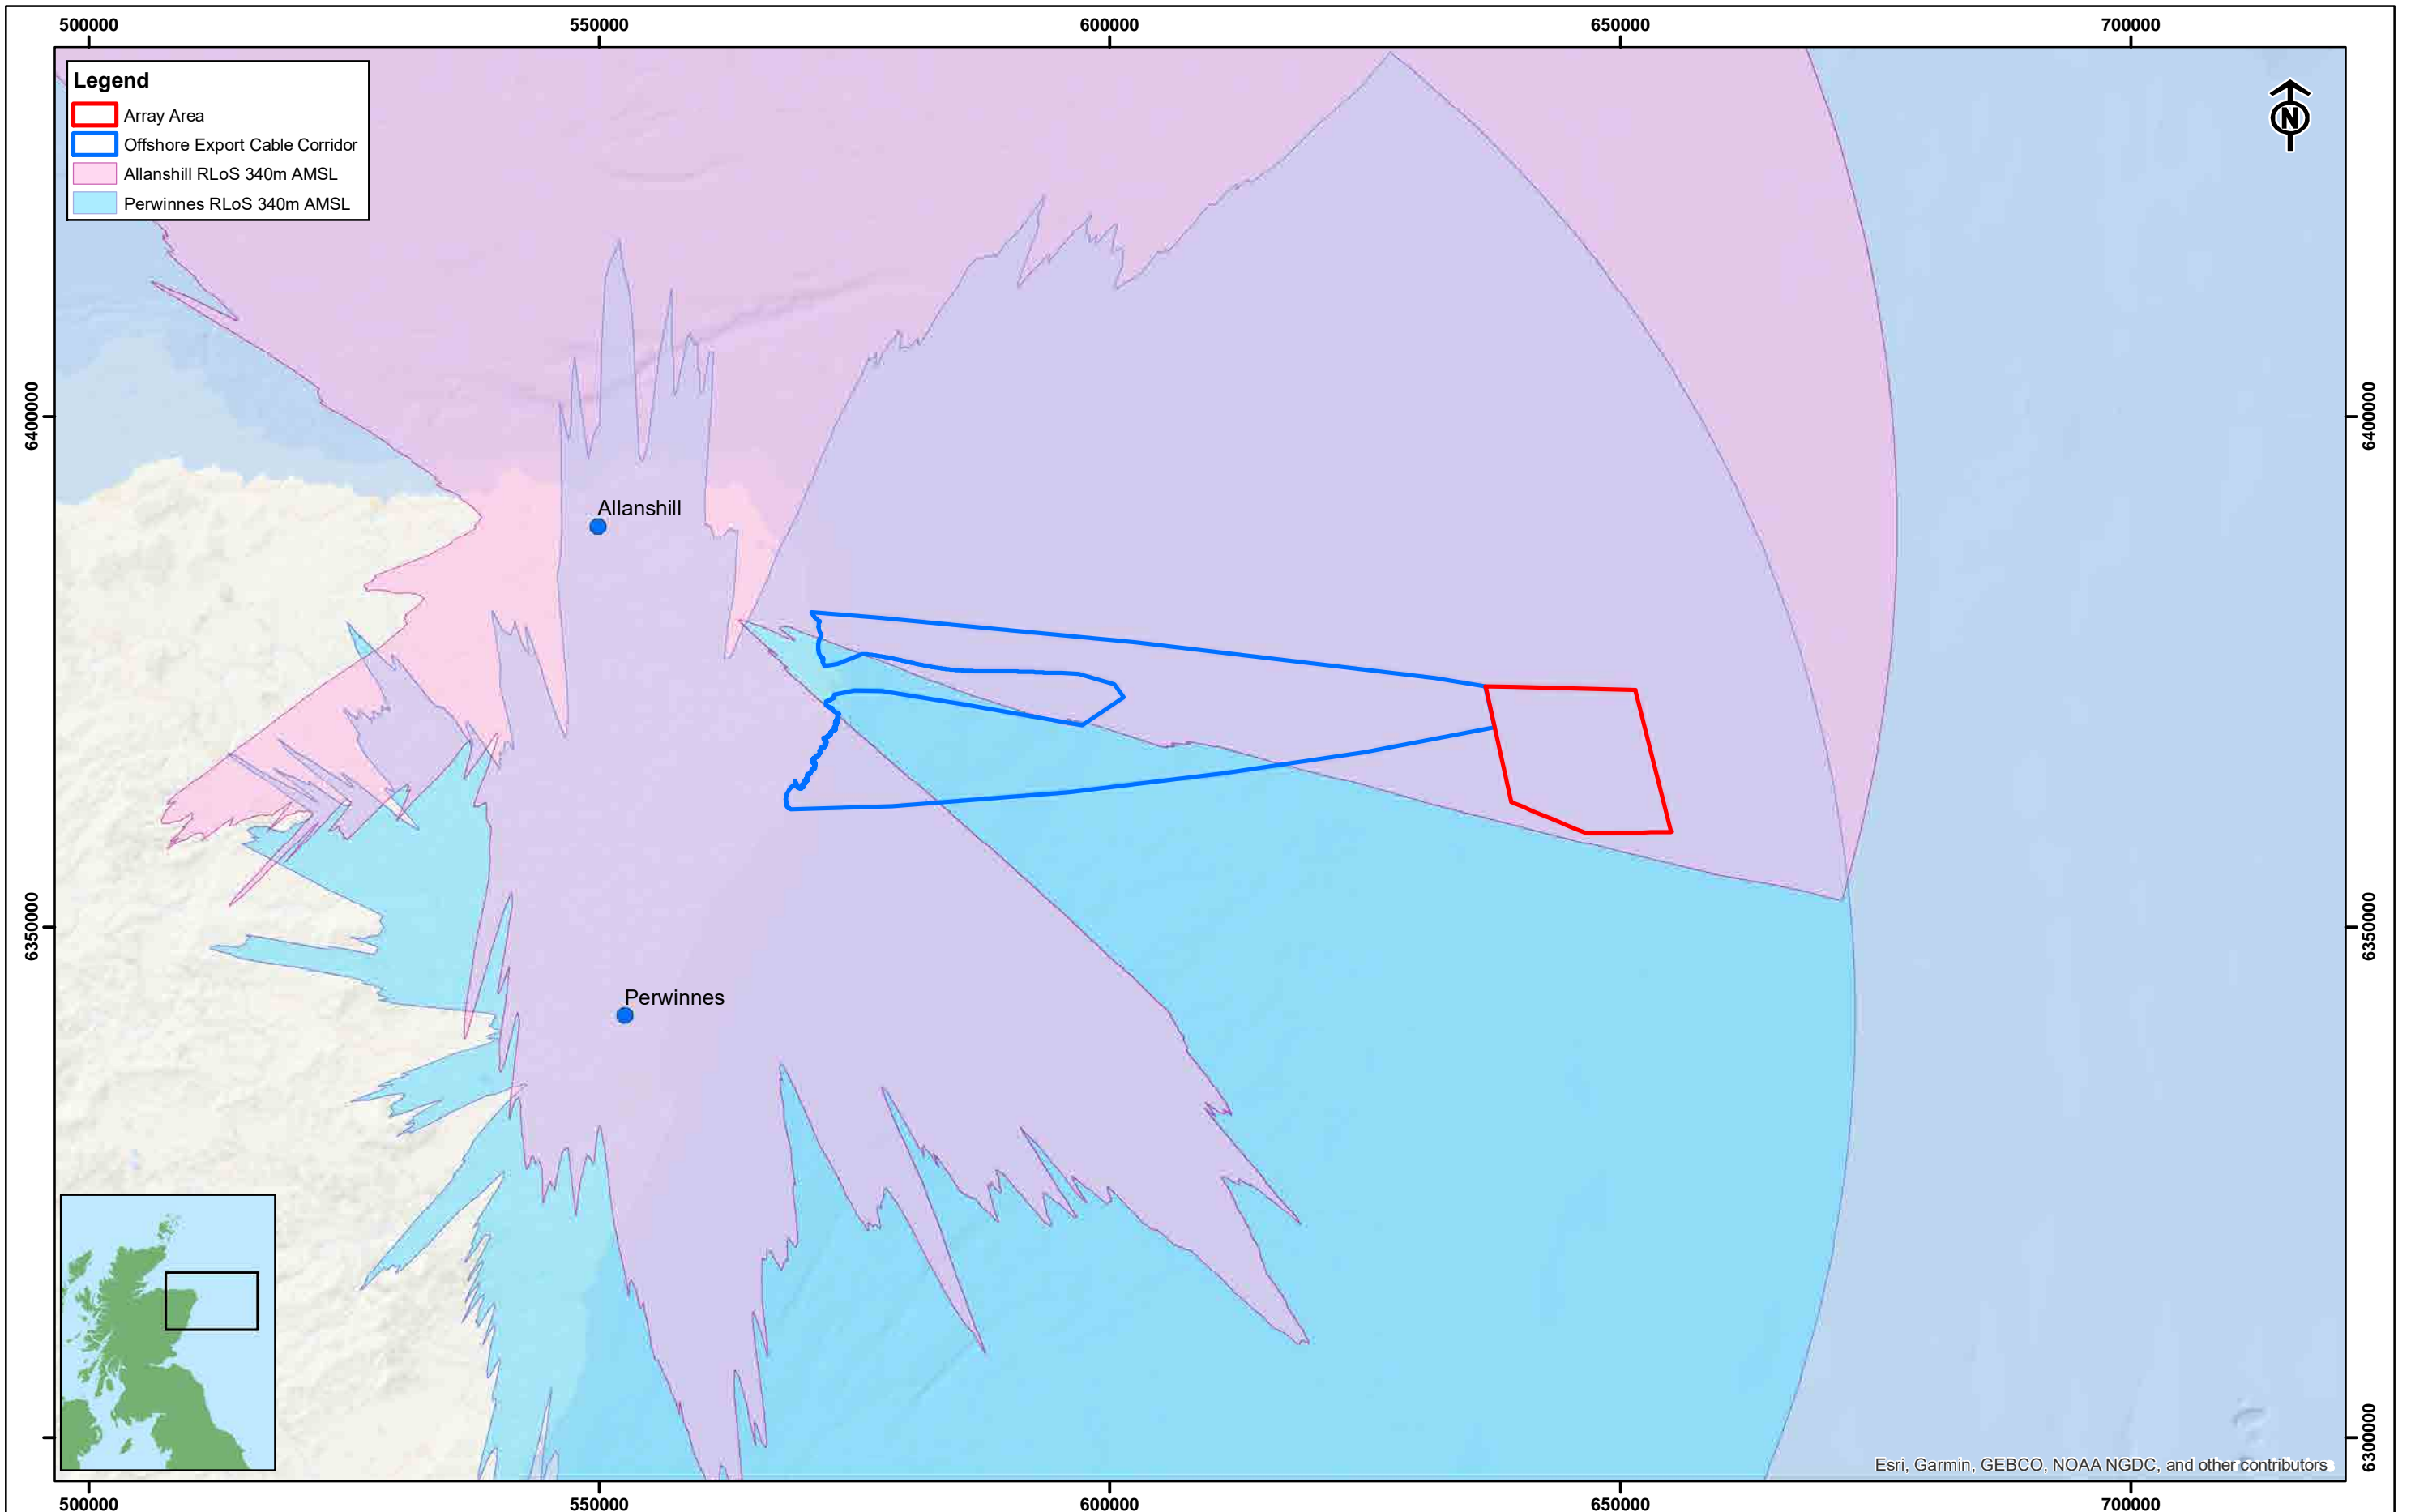 500000 550000 600000 650000 700000
Legend
Array Area
Offshore Export Cable Corridor
Allanshill RLoS 340m AMSL
Perwinnes RLoS 340m AMSL
N
6400000 6400000
Allanshill
6350000 6350000
Perwinnes
6300000
Esri, Garmin, GEBCO, NOAA NGDC, and other contributors
500000 550000 600000 650000 700000